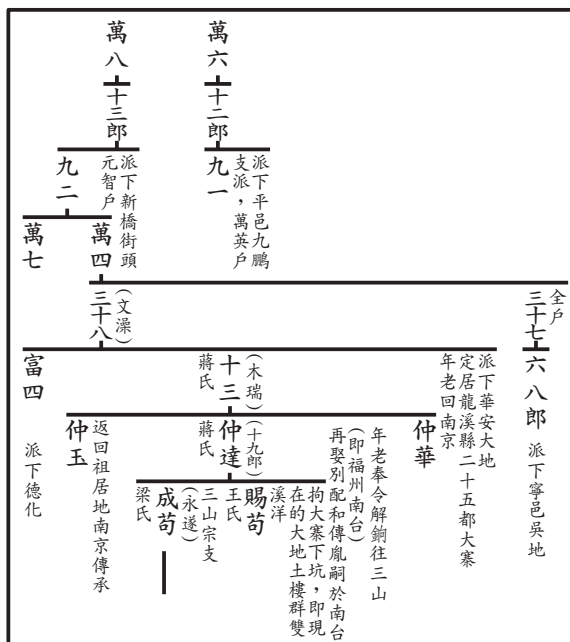 萬六
萬八
十二郎
十三郎
派下平邑九鵬
支派，萬英戶
九一
派下新橋街頭
元智戶
九二
萬四
萬七
全戶
三十七
(文澡)
三十八
六八郎
派下寧邑吳地
派下華安大地
定居龍溪縣二十五都大寨
年老回南京
(木瑞)
十三
蔣氏
富四
派下德化
仲華
年老奉令解餉往三山
(即福州南台)
再娶別配和傳胤嗣於南台
(十九郎)
仲達
蔣氏
仲玉
返回祖居地南京傳承
拘大寨下坑，即現
在的大地土樓群雙
溪洋
賜苟
王氏
三山宗支
(永遂)
成苟
梁氏